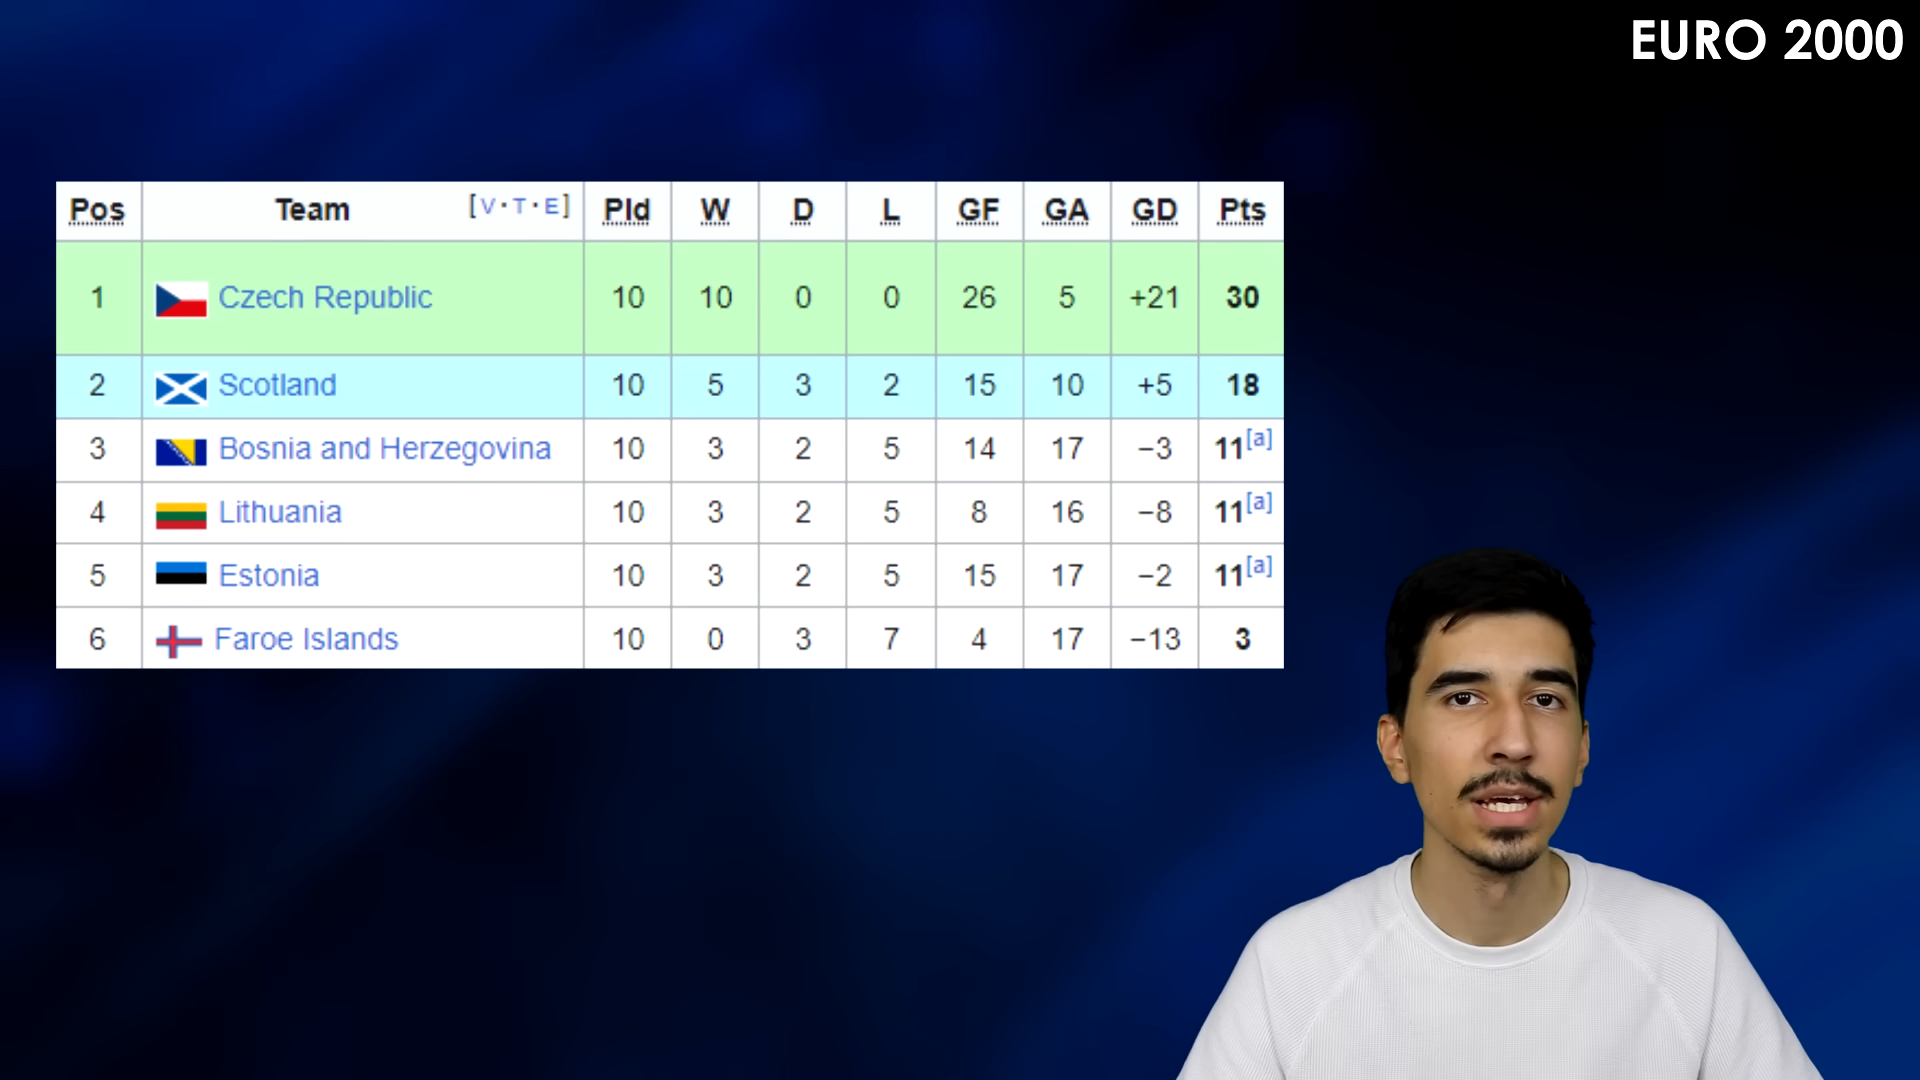 EURO 2000
Pos Team [V·T·E] Pld W D L GF GA GD Pts
1 Czech Republic 10 10 0 0 26 5 +21 30
2 Scotland 10 5 3 2 15 10 +5 18
3 Bosnia and Herzegovina 10 3 2 5 14 17 −3 11[a]
4 Lithuania 10 3 2 5 8 16 −8 11[a]
5 Estonia 10 3 2 5 15 17 −2 11[a]
6 Faroe Islands 10 0 3 7 4 17 −13 3